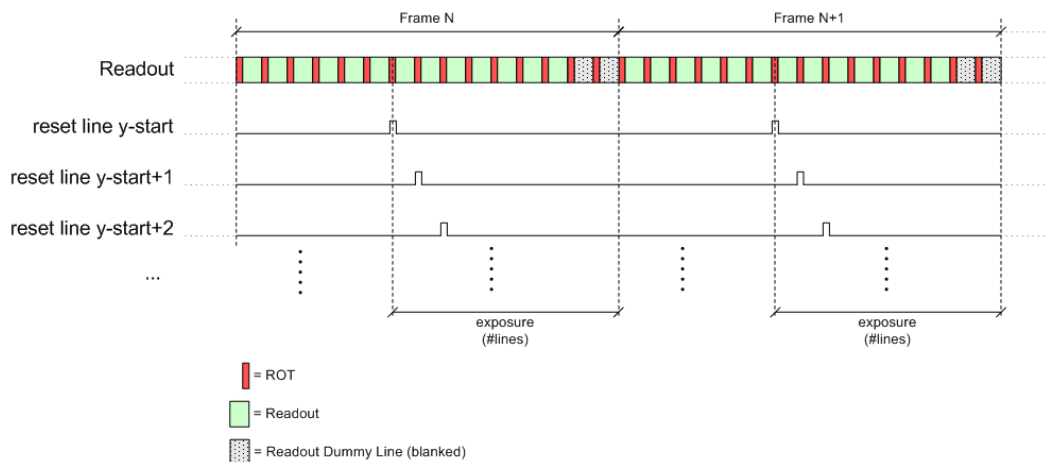 Frame N
Frame N+1
Readout
reset line y-start
reset line y-start+1
reset line y-start+2
...
exposure
(#lines)
exposure
(#lines)
= ROT
= Readout
= Readout Dummy Line (blanked)